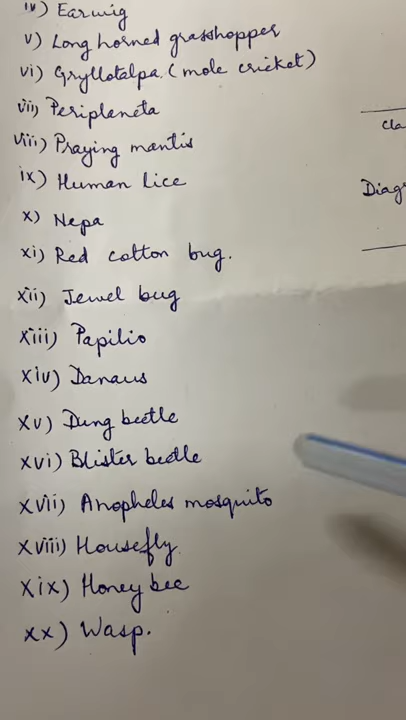 iv) Earwig
v) Long horned grasshopper
vi) Gryllotalpa (mole cricket)
vii) Periplaneta
viii) Praying mantis
ix) Human lice
x) Nepa
xi) Red cotton bug.
xii) Jewel bug
xiii) Papilio
xiv) Danaus
xv) Dung beetle
xvi) Blister beetle
xvii) Anopheles mosquito
xviii) Housefly
xix) Honey bee
xx) Wasp.
Cla
Diag